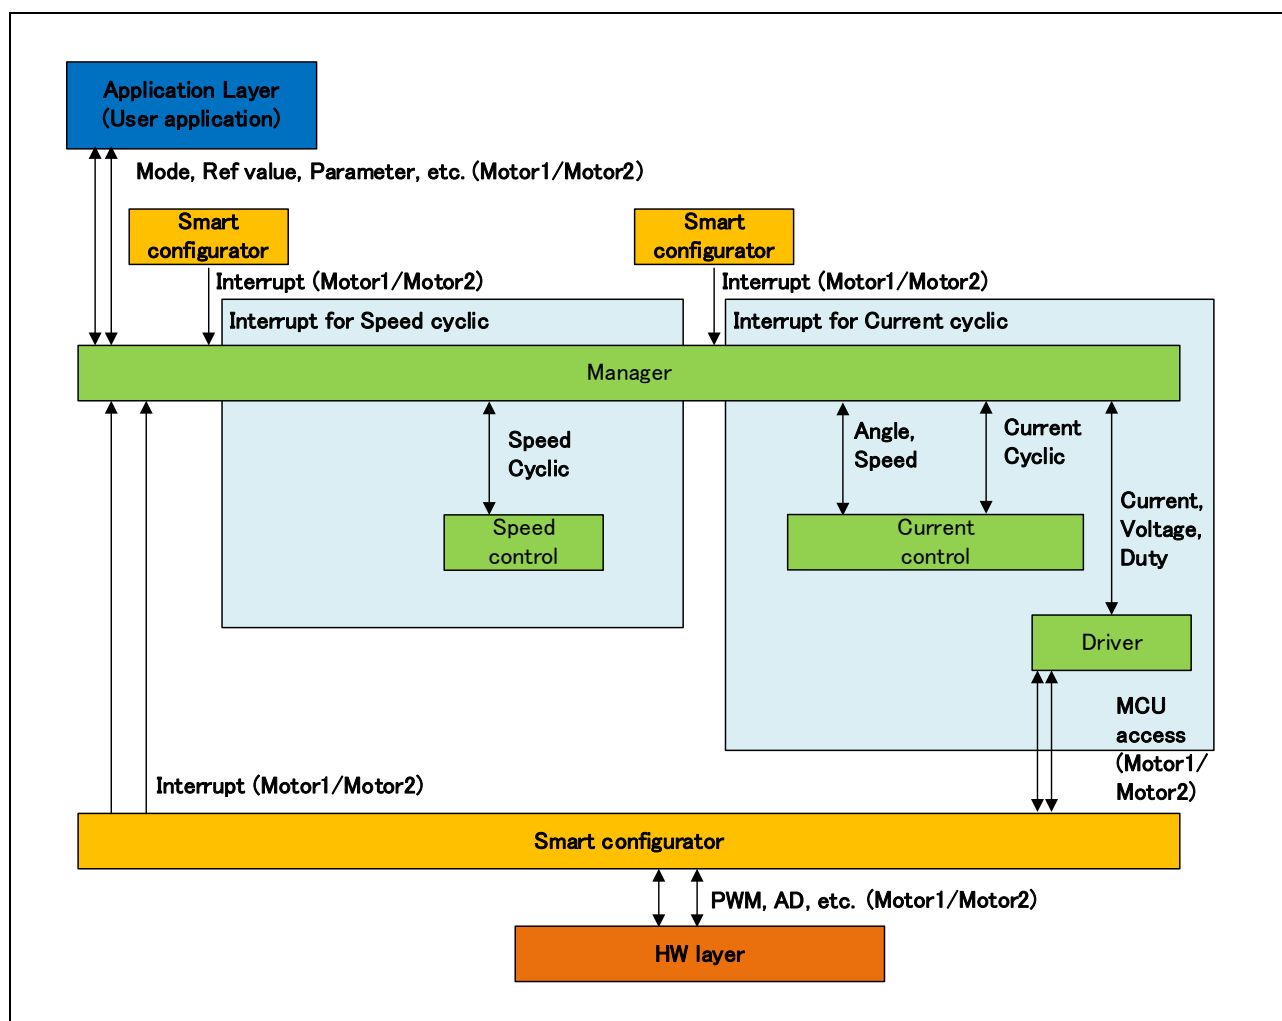 Application Layer
(User application)
Mode, Ref value, Parameter, etc. (Motor1/Motor2)
Smart
configurator
Smart
configurator
Interrupt (Motor1/Motor2)
Interrupt (Motor1/Motor2)
Interrupt for Speed cyclic
Interrupt for Current cyclic
Manager
Speed
Cyclic
Angle,
Speed
Current
Cyclic
Current,
Voltage,
Duty
Speed
control
Current
control
Driver
MCU
access
(Motor1/
Motor2)
Interrupt (Motor1/Motor2)
Smart configurator
PWM, AD, etc. (Motor1/Motor2)
HW layer